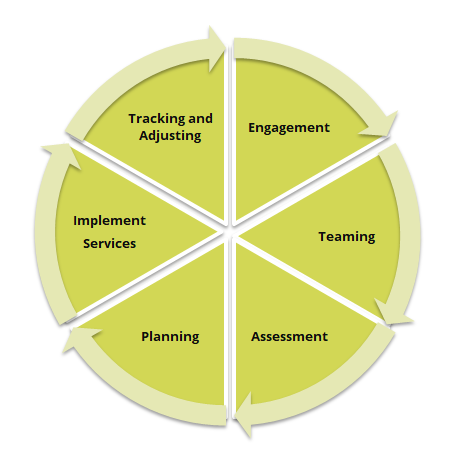 Tracking and
Adjusting
Engagement
Implement
Services
Teaming
Planning
Assessment